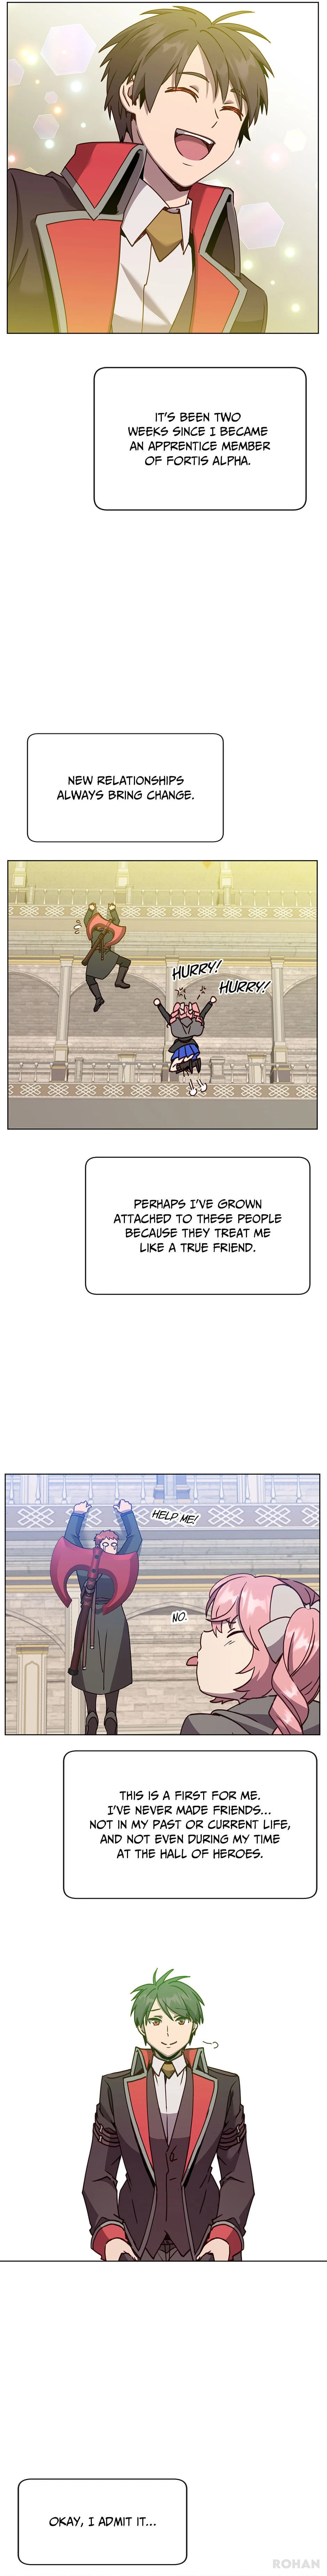 IT'S BEEN TWO
WEEKS SINCE I BECAME
AN APPRENTICE MEMBER
OF FORTIS ALPHA.
NEW RELATIONSHIPS
ALWAYS BRING CHANGE.
HURRY!
HURRY!
PERHAPS I'VE GROWN
ATTACHED TO THESE PEOPLE
BECAUSE THEY TREAT ME
LIKE A TRUE FRIEND.
HELP ME!
NO.
THIS IS A FIRST FOR ME.
I'VE NEVER MADE FRIENDS...
NOT IN MY PAST OR CURRENT LIFE,
AND NOT EVEN DURING MY TIME
AT THE HALL OF HEROES.
OKAY, I ADMIT IT...
ROHAN